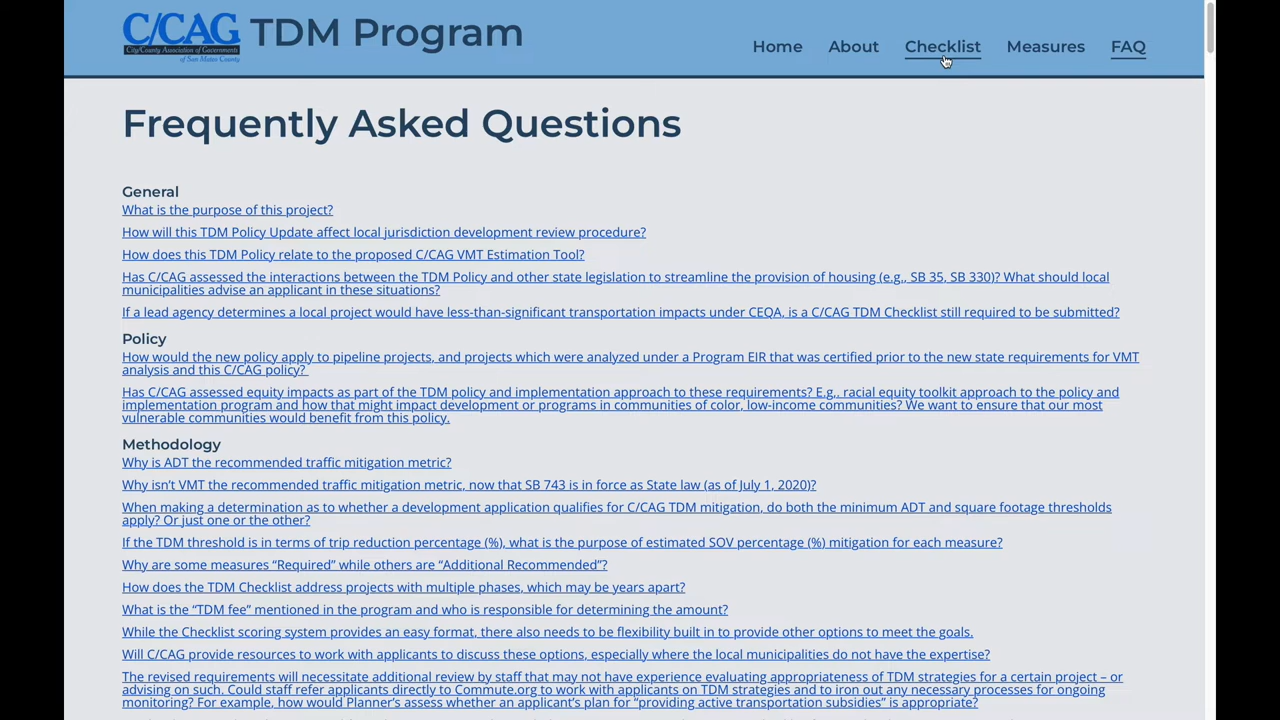 C/CAG
City/County Association of Governments
of San Mateo County
TDM Program
Home About Checklist Measures FAQ
Frequently Asked Questions
General
What is the purpose of this project?
How will this TDM Policy Update affect local jurisdiction development review procedure?
How does this TDM Policy relate to the proposed C/CAG VMT Estimation Tool?
Has C/CAG assessed the interactions between the TDM Policy and other state legislation to streamline the provision of housing (e.g., SB 35, SB 330)? What should local
municipalities advise an applicant in these situations?
If a lead agency determines a local project would have less-than-significant transportation impacts under CEQA, is a C/CAG TDM Checklist still required to be submitted?
Policy
How would the new policy apply to pipeline projects, and projects which were analyzed under a Program EIR that was certified prior to the new state requirements for VMT
analysis and this C/CAG policy?
Has C/CAG assessed equity impacts as part of the TDM policy and implementation approach to these requirements? E.g., racial equity toolkit approach to the policy and
implementation program and how that might impact development or programs in communities of color, low-income communities? We want to ensure that our most
vulnerable communities would benefit from this policy.
Methodology
Why is ADT the recommended traffic mitigation metric?
Why isn’t VMT the recommended traffic mitigation metric, now that SB 743 is in force as State law (as of July 1, 2020)?
When making a determination as to whether a development application qualifies for C/CAG TDM mitigation, do both the minimum ADT and square footage thresholds
apply? Or just one or the other?
If the TDM threshold is in terms of trip reduction percentage (%), what is the purpose of estimated SOV percentage (%) mitigation for each measure?
Why are some measures “Required” while others are “Additional Recommended”?
How does the TDM Checklist address projects with multiple phases, which may be years apart?
What is the “TDM fee” mentioned in the program and who is responsible for determining the amount?
While the Checklist scoring system provides an easy format, there also needs to be flexibility built in to provide other options to meet the goals.
Will C/CAG provide resources to work with applicants to discuss these options, especially where the local municipalities do not have the expertise?
The revised requirements will necessitate additional review by staff that may not have experience evaluating appropriateness of TDM strategies for a certain project – or
advising on such. Could staff refer applicants directly to Commute.org to work with applicants on TDM strategies and to iron out any necessary processes for ongoing
monitoring? For example, how would Planner’s assess whether an applicant’s plan for “providing active transportation subsidies” is appropriate?